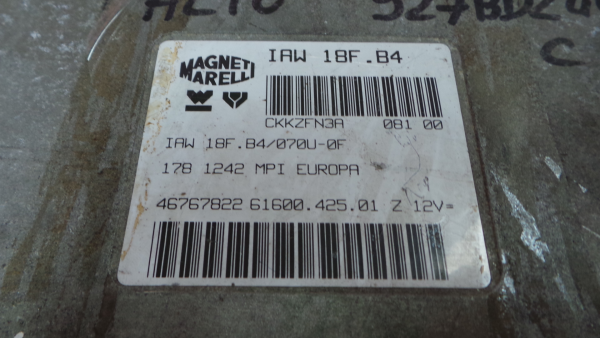 IAW 18F.B4
MAGNETI
MARELLI
CKKZFN3A 081 00
IAW 18F.B4/070U-0F
178 1242 MPI EUROPA
46767822 61600.425.01 Z 12V=